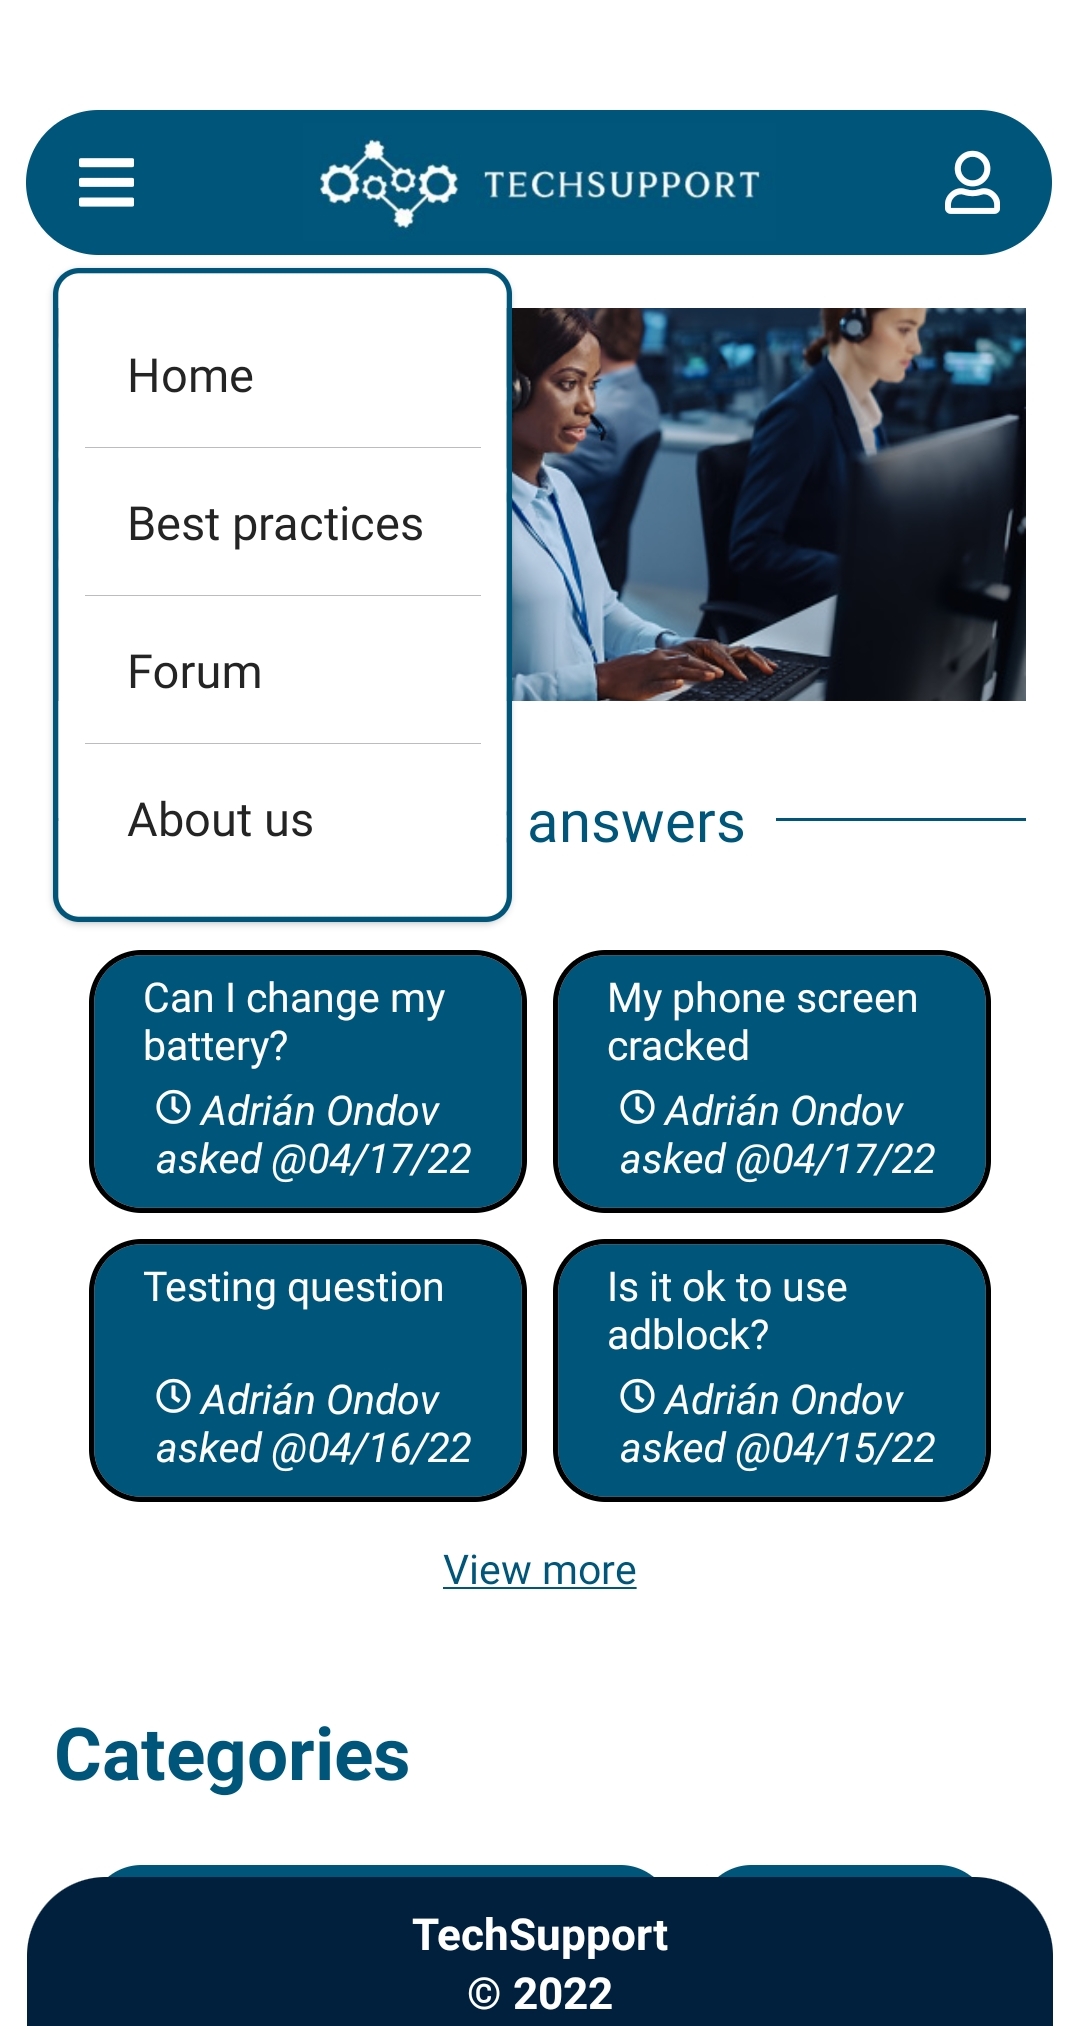 TECHSUPPORT
Home
Best practices
Forum
About us
answers
Can I change my
battery?
Adrián Ondov
asked @04/17/22
My phone screen
cracked
Adrián Ondov
asked @04/17/22
Testing question
Adrián Ondov
asked @04/16/22
Is it ok to use
adblock?
Adrián Ondov
asked @04/15/22
View more
Categories
TechSupport
© 2022